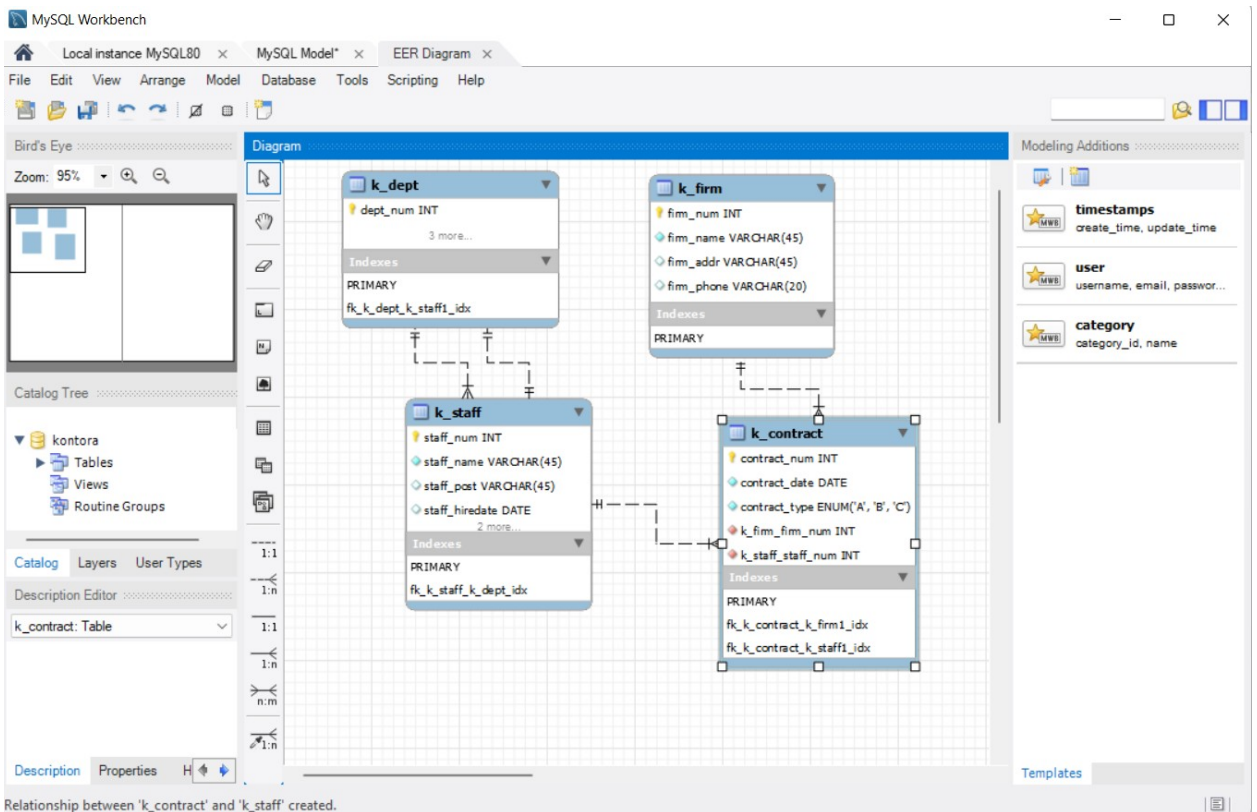 MySQL Workbench
Local instance MySQL80
MySQL Model*
EER Diagram
File Edit View Arrange Model Database Tools Scripting Help
Bird's Eye
Zoom: 95%
Catalog Tree
kontora
Tables
Views
Routine Groups
Catalog Layers User Types
Description Editor
k_contract: Table
Description Properties H
Diagram
1:1
1:n
1:1
1:n
n:m
1:n
k_dept
dept_num INT
3 more...
Indexes
PRIMARY
fk_k_dept_k_staff1_idx
k_firm
firm_num INT
firm_name VARCHAR(45)
firm_addr VARCHAR(45)
firm_phone VARCHAR(20)
Indexes
PRIMARY
k_staff
staff_num INT
staff_name VARCHAR(45)
staff_post VARCHAR(45)
staff_hiredate DATE
2 more...
Indexes
PRIMARY
fk_k_staff_k_dept_idx
k_contract
contract_num INT
contract_date DATE
contract_type ENUM('A', 'B', 'C')
k_firm_firm_num INT
k_staff_staff_num INT
Indexes
PRIMARY
fk_k_contract_k_firm1_idx
fk_k_contract_k_staff1_idx
Modeling Additions
MWB
timestamps
create_time, update_time
MWB
user
username, email, passwor...
MWB
category
category_id, name
Templates
Relationship between 'k_contract' and 'k_staff' created.